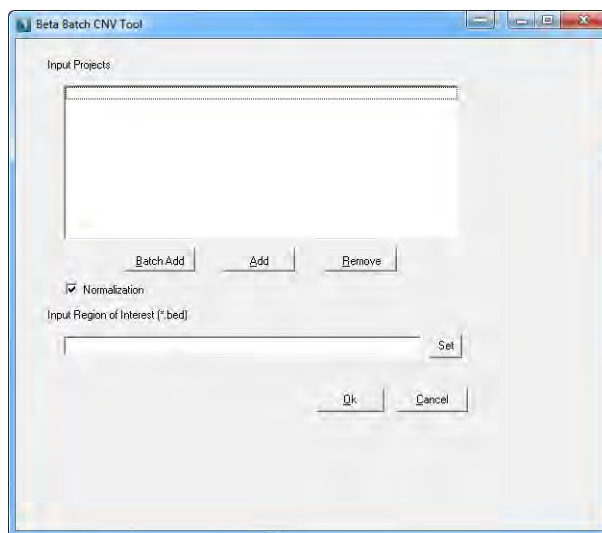 Beta Batch CNV Tool
Input Projects
Batch Add Add Remove
Normalization
Input Region of Interest (*.bed)
Set
Ok Cancel